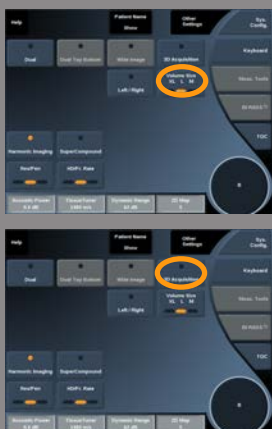 Help
Patient Name
Show
Other
Settings
Sys.
Config.
Dual
Dual Top Bottom
Wide Image
3D Acquisition
Keyboard
Left / Right
Volume Size
XL L M
Meas. Tools
TGC
Harmonic Imaging
SuperCompound
Res/Pen
HD/Fr. Rate
Acoustic Power
TissueTuner
Dynamic Range
2D Map
Help
Patient Name
Show
Other
Settings
Sys.
Config.
Dual
Dual Top Bottom
Wide Image
3D Acquisition
Keyboard
Left / Right
Volume Size
XL L M
Meas. Tools
TGC
Harmonic Imaging
SuperCompound
Res/Pen
HD/Fr. Rate
Acoustic Power
TissueTuner
Dynamic Range
2D Map